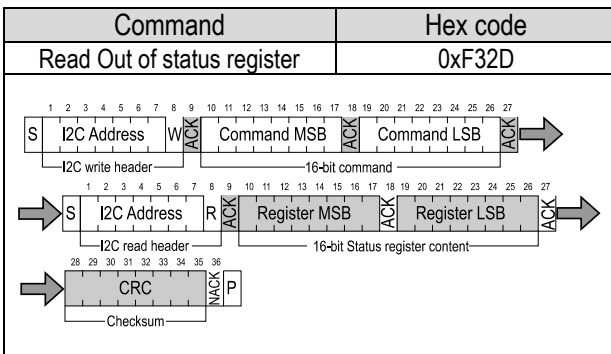 Command Hex code
Read Out of status register 0xF32D
1 2 3 4 5 6 7 8 9 10 11 12 13 14 15 16 17 18 19 20 21 22 23 24 25 26 27
S I2C Address W ACK Command MSB ACK Command LSB ACK
I2C write header 16-bit command
1 2 3 4 5 6 7 8 9 10 11 12 13 14 15 16 17 18 19 20 21 22 23 24 25 26 27
S I2C Address R ACK Register MSB ACK Register LSB ACK
I2C read header 16-bit Status register content
28 29 30 31 32 33 34 35 36
CRC NACK P
Checksum